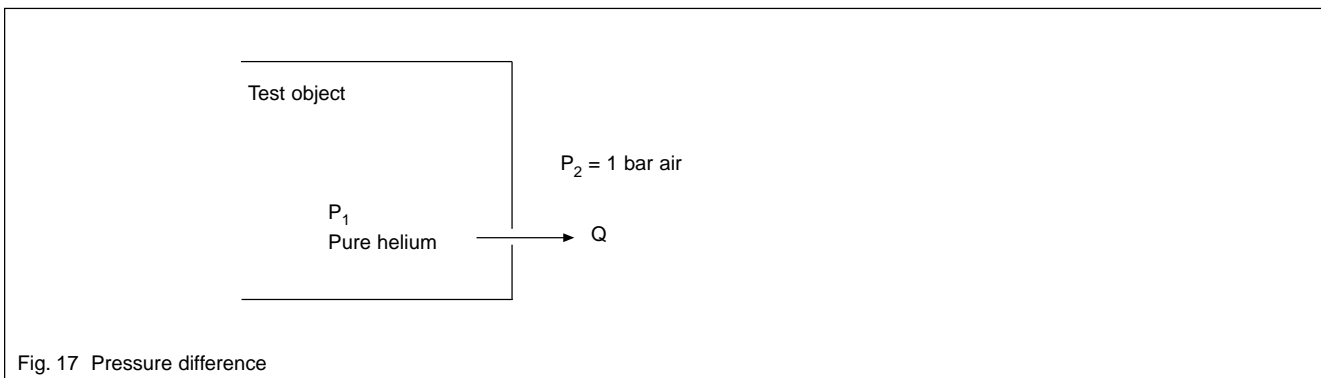 Test object
P₂ = 1 bar air
P₁
Pure helium
Q
Fig. 17 Pressure difference